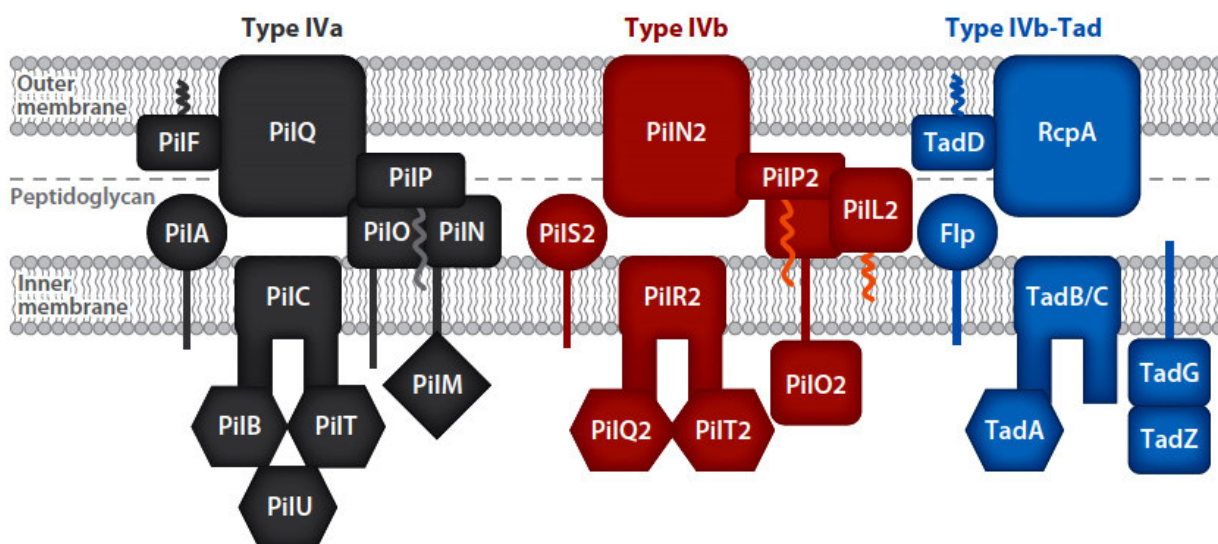 Type IVa
Type IVb
Type IVb-Tad
Outer
membrane
PilF
PilQ
PilN2
TadD
RcpA
Peptidoglycan
PilP
PilP2
PilA
PilO
PilN
PilS2
PilL2
Flp
Inner
membrane
PilC
PilR2
TadB/C
PilM
PilO2
TadG
PilB
PilT
PilQ2
PilT2
TadA
TadZ
PilU